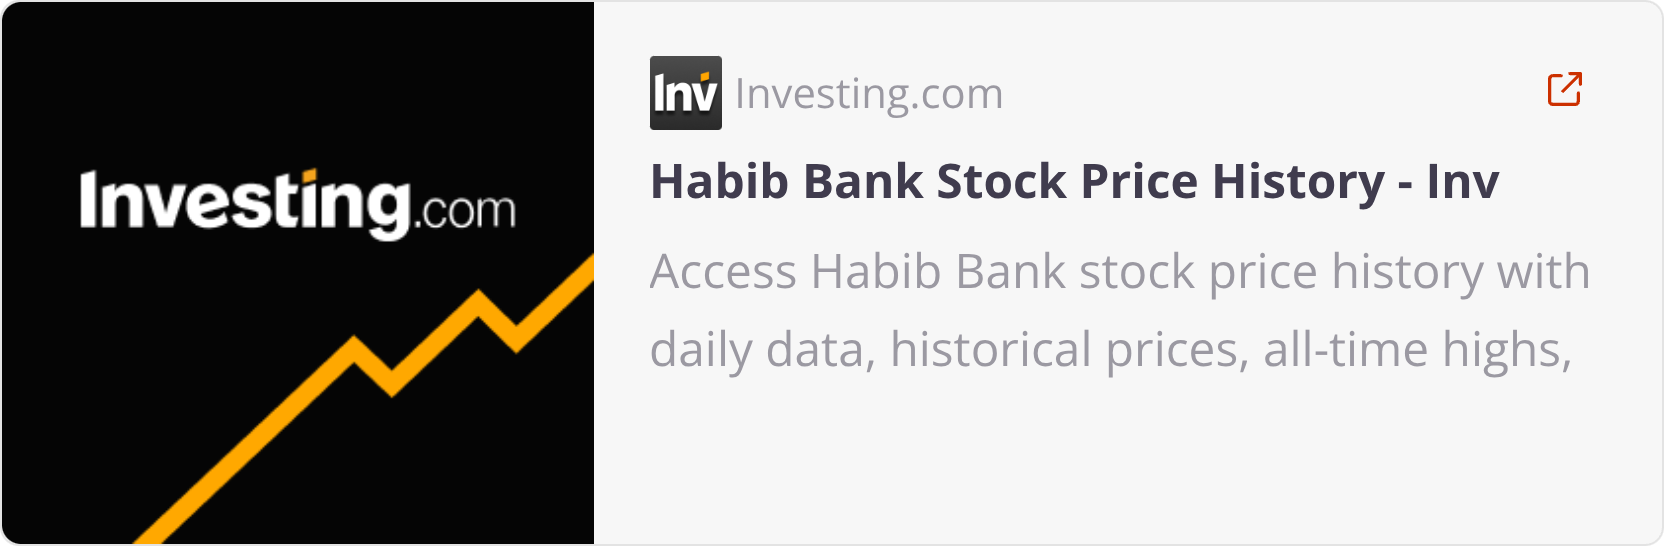 Investing.com
Inv Investing.com
Habib Bank Stock Price History - Inv
Access Habib Bank stock price history with
daily data, historical prices, all-time highs,